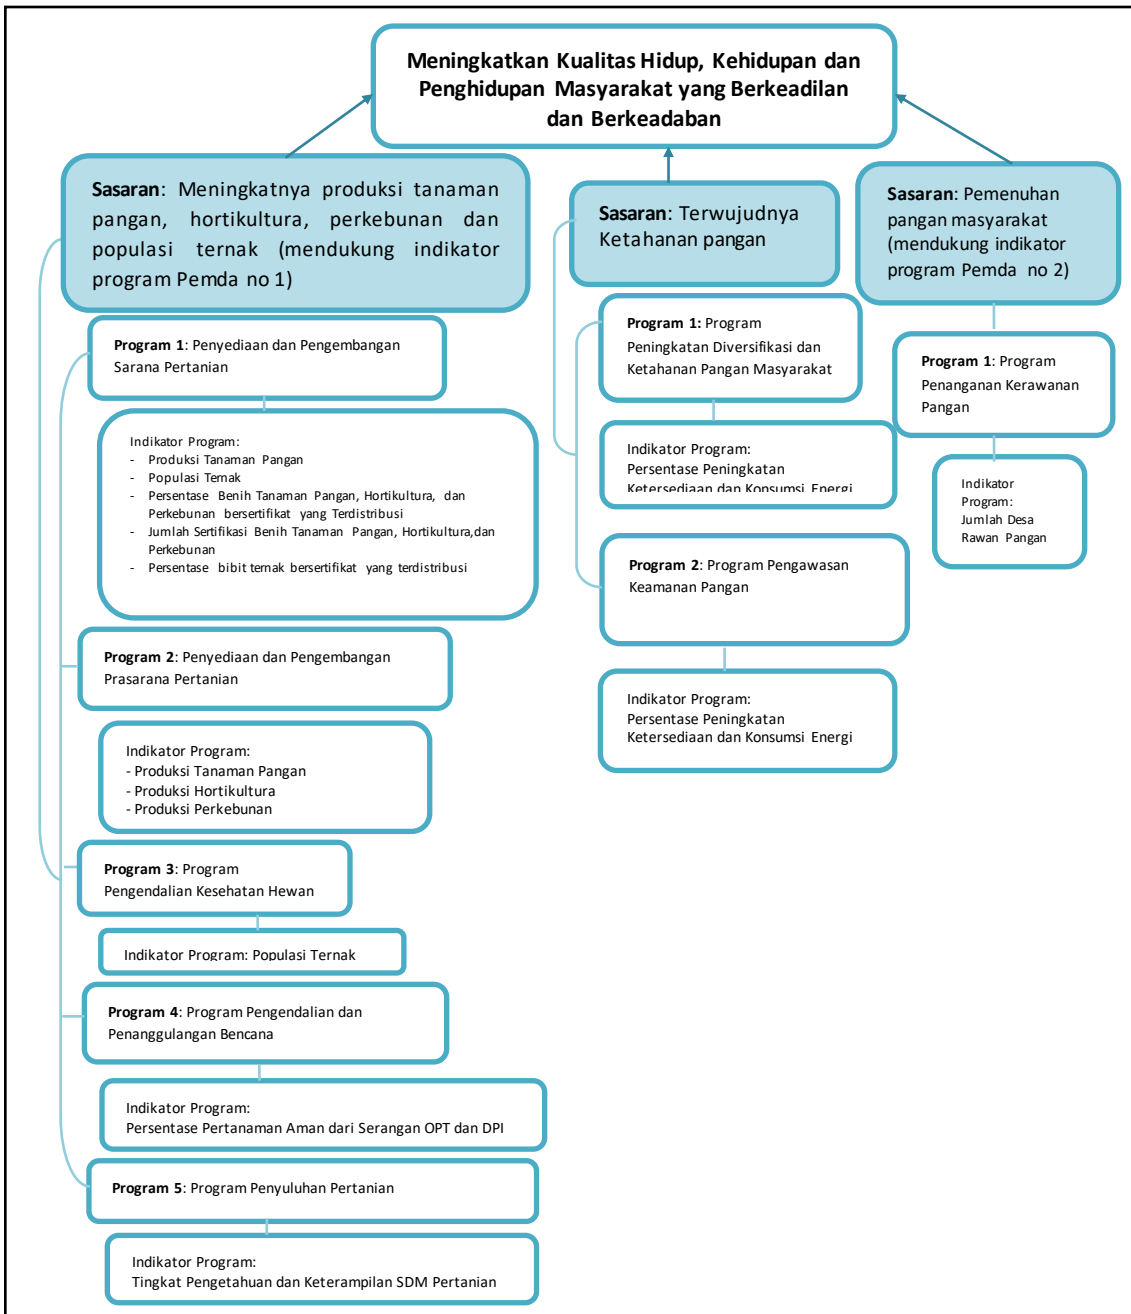 Meningkatkan Kualitas Hidup, Kehidupan dan
Penghidupan Masyarakat yang Berkeadilan
dan Berkeadaban
Sasaran: Meningkatnya produksi tanaman
pangan, hortikultura, perkebunan dan
populasi ternak (mendukung indikator
program Pemda no 1)
Program 1: Penyediaan dan Pengembangan
Sarana Pertanian
Indikator Program:
- Produksi Tanaman Pangan
- Populasi Ternak
- Persentase Benih Tanaman Pangan, Hortikultura, dan
Perkebunan bersertifikat yang Terdistribusi
- Jumlah Sertifikasi Benih Tanaman Pangan, Hortikultura,dan
Perkebunan
- Persentase bibit ternak bersertifikat yang terdistribusi
Program 2: Penyediaan dan Pengembangan
Prasarana Pertanian
Indikator Program:
- Produksi Tanaman Pangan
- Produksi Hortikultura
- Produksi Perkebunan
Program 3: Program
Pengendalian Kesehatan Hewan
Indikator Program: Populasi Ternak
Program 4: Program Pengendalian dan
Penanggulangan Bencana
Indikator Program:
Persentase Pertanaman Aman dari Serangan OPT dan DPI
Program 5: Program Penyuluhan Pertanian
Indikator Program:
Tingkat Pengetahuan dan Keterampilan SDM Pertanian
Sasaran: Terwujudnya
Ketahanan pangan
Program 1: Program
Peningkatan Diversifikasi dan
Ketahanan Pangan Masyarakat
Indikator Program:
Persentase Peningkatan
Ketersediaan dan Konsumsi Energi
Program 2: Program Pengawasan
Keamanan Pangan
Indikator Program:
Persentase Peningkatan
Ketersediaan dan Konsumsi Energi
Sasaran: Pemenuhan
pangan masyarakat
(mendukung indikator
program Pemda no 2)
Program 1: Program
Penanganan Kerawanan
Pangan
Indikator
Program:
Jumlah Desa
Rawan Pangan